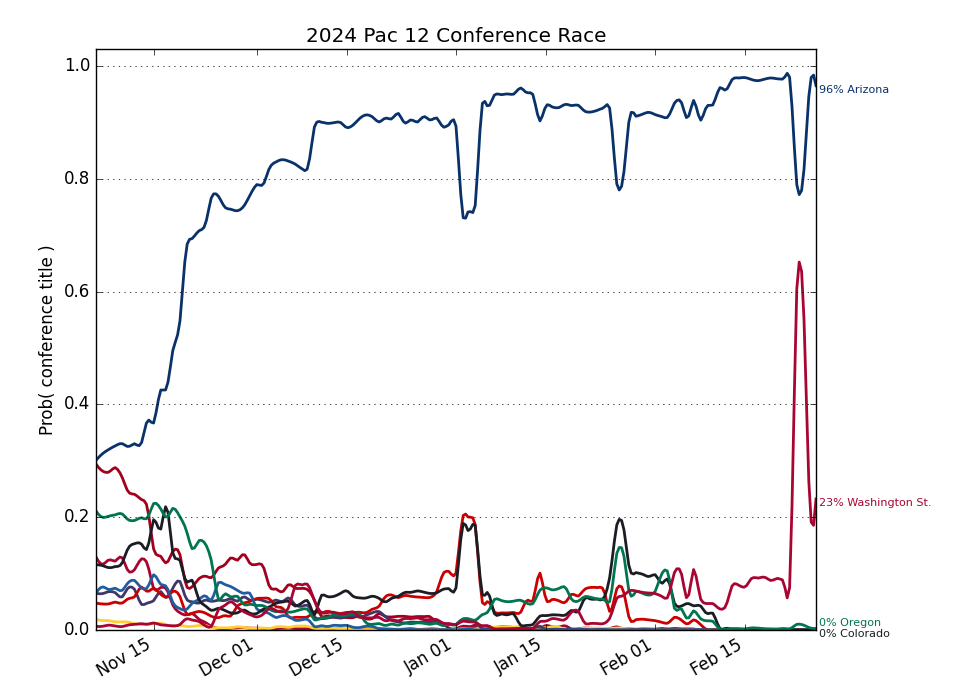 2024 Pac 12 Conference Race
Prob( conference title )
1.0
0.8
0.6
0.4
0.2
0.0
96% Arizona
23% Washington St.
0% Oregon
0% Colorado
Nov 15
Dec 01
Dec 15
Jan 01
Jan 15
Feb 01
Feb 15